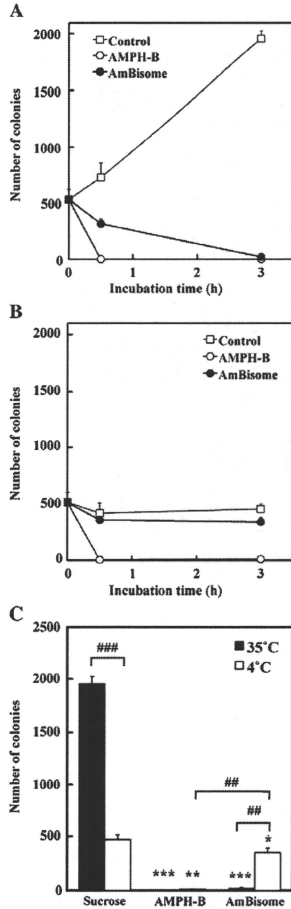 A
2000
1500
1000
500
0
Number of colonies
Control
AMPH-B
AmBisome
0 1 2 3
Incubation time (h)
B
2000
1500
1000
500
0
Number of colonies
Control
AMPH-B
AmBisome
0 1 2 3
Incubation time (h)
C
2500
2000
1500
1000
500
0
Number of colonies
35°C
4°C
###
##
##
*** ** *** *
Sucrose AMPH-B AmBisome